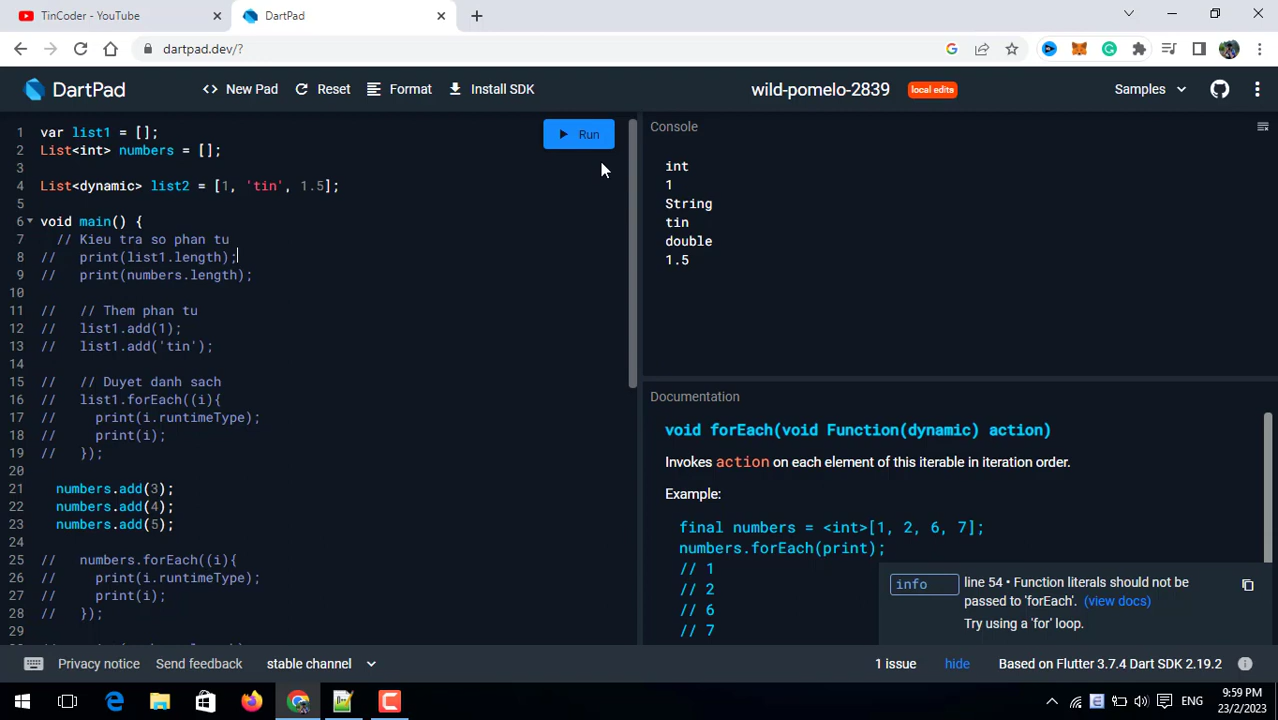 TinCoder - YouTube
DartPad
dartpad.dev/?
DartPad
New Pad
Reset
Format
Install SDK
wild-pomelo-2839
local edits
Samples
Run
1 var list1 = [];
2 List<int> numbers = [];
3
4 List<dynamic> list2 = [1, 'tin', 1.5];
5
6 void main() {
7 // Kieu tra so phan tu
8 // print(list1.length);
9 // print(numbers.length);
10
11 // // Them phan tu
12 // list1.add(1);
13 // list1.add('tin');
14
15 // // Duyet danh sach
16 // list1.forEach((i){
17 // print(i.runtimeType);
18 // print(i);
19 // });
20
21 numbers.add(3);
22 numbers.add(4);
23 numbers.add(5);
24
25 // numbers.forEach((i){
26 // print(i.runtimeType);
27 // print(i);
28 // });
29
Console
int
1
String
tin
double
1.5
Documentation
void forEach(void Function(dynamic) action)
Invokes action on each element of this iterable in iteration order.
Example:
final numbers = <int>[1, 2, 6, 7];
numbers.forEach(print);
// 1
// 2
// 6
// 7
info
line 54 • Function literals should not be
passed to 'forEach'. (view docs)
Try using a 'for' loop.
Privacy notice
Send feedback
stable channel
1 issue
hide
Based on Flutter 3.7.4 Dart SDK 2.19.2
ENG
9:59 PM
23/2/2023